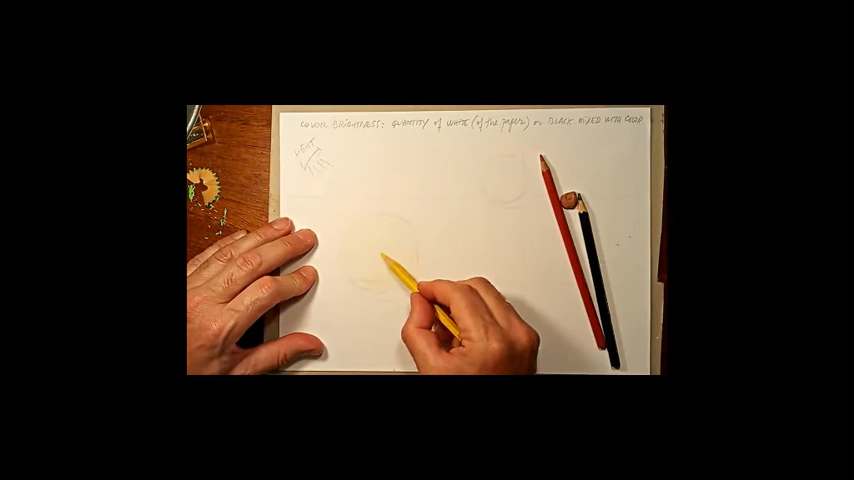 COLOR BRIGHTNESS: QUANTITY of WHITE (of the paper) or BLACK MIXED WITH COLOR
LIGHT